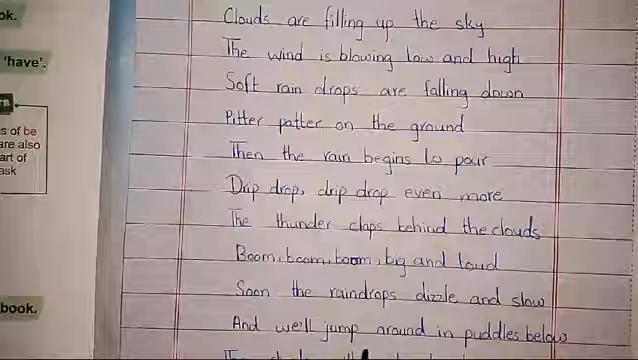 ok.
'have'.
s of be
are also
art of
ask
book.
Clouds are filling up the sky
The wind is blowing low and high
Soft rain drops are falling down
Pitter patter on the ground
Then the rain begins to pour
Drip drop, drip drop even more
The thunder claps behind the clouds
Boom, boom, boom, big and loud
Soon the raindrops dizzle and slow
And we'll jump around in puddles below